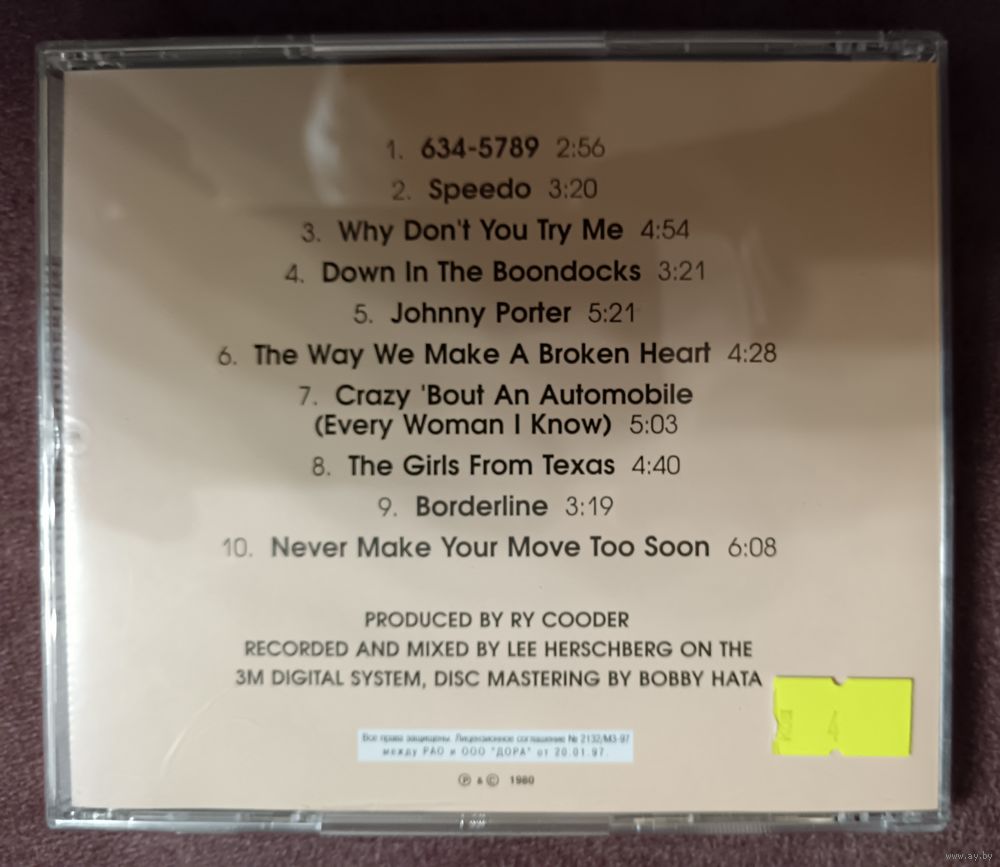 1. 634-5789 2:56
2. Speedo 3:20
3. Why Don't You Try Me 4:54
4. Down In The Boondocks 3:21
5. Johnny Porter 5:21
6. The Way We Make A Broken Heart 4:28
7. Crazy 'Bout An Automobile
(Every Woman I Know) 5:03
8. The Girls From Texas 4:40
9. Borderline 3:19
10. Never Make Your Move Too Soon 6:08
PRODUCED BY RY COODER
RECORDED AND MIXED BY LEE HERSCHBERG ON THE
3M DIGITAL SYSTEM, DISC MASTERING BY BOBBY HATA
4
Все права защищены. Лицензионное соглашение № 2132/МЗ-97
между РАО и ООО "ДОРА" от 20.01.97.
℗ & © 1980
www.ay.by